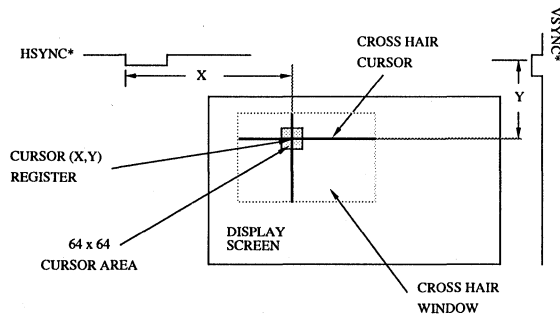 HSYNC*
X
CROSS HAIR
CURSOR
VSYNC*
Y
CURSOR (X,Y)
REGISTER
64 x 64
CURSOR AREA
DISPLAY
SCREEN
CROSS HAIR
WINDOW